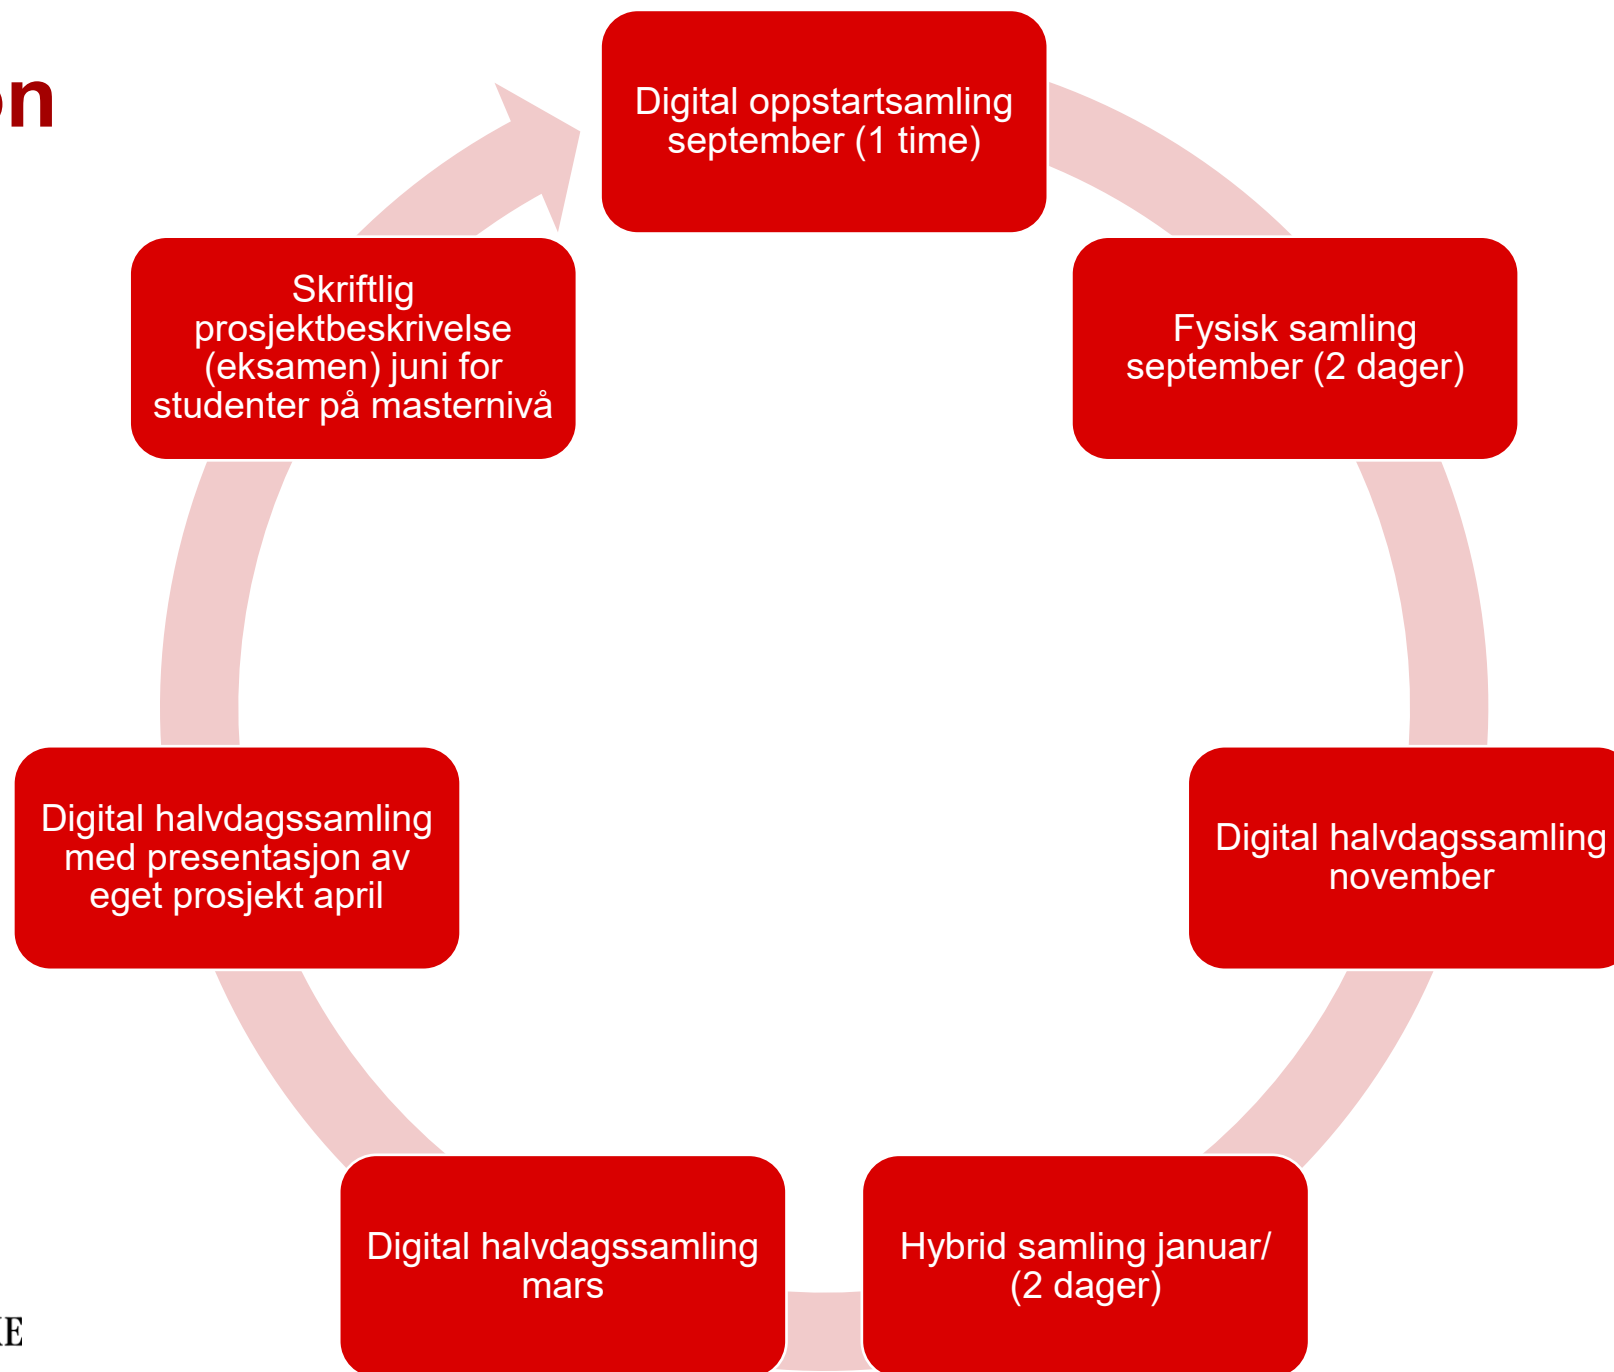 on
Digital oppstartsamling
september (1 time)
Fysisk samling
september (2 dager)
Digital halvdagssamling
november
Hybrid samling januar/
(2 dager)
Digital halvdagssamling
mars
Digital halvdagssamling
med presentasjon av
eget prosjekt april
Skriftlig
prosjektbeskrivelse
(eksamen) juni for
studenter på masternivå